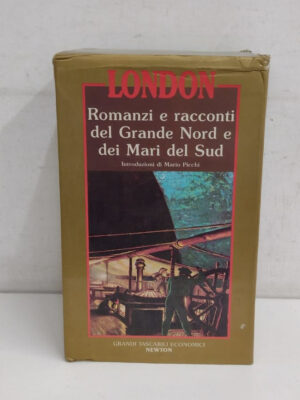 LONDON
Romanzi e racconti
del Grande Nord e
dei Mari del Sud
Introduzioni di Mario Picchi
GRANDI TASCABILI ECONOMICI
NEWTON